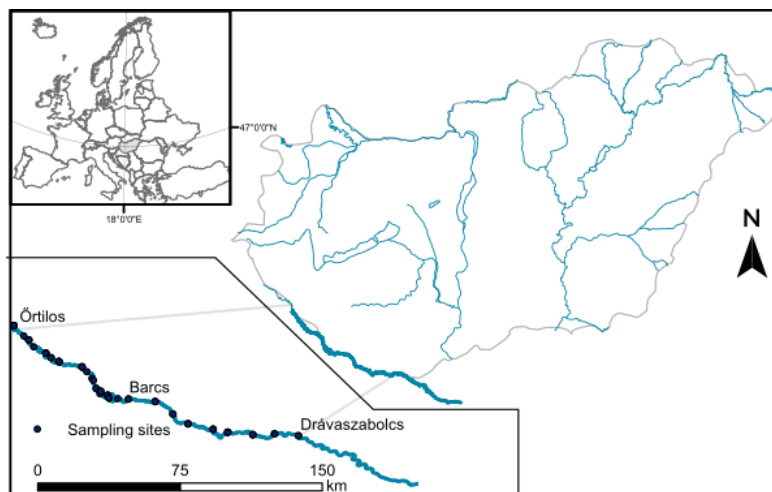 47°0'0"N
18°0'0"E
N
Őrtilos
Barcs
Drávaszabolcs
Sampling sites
0 75 150
km